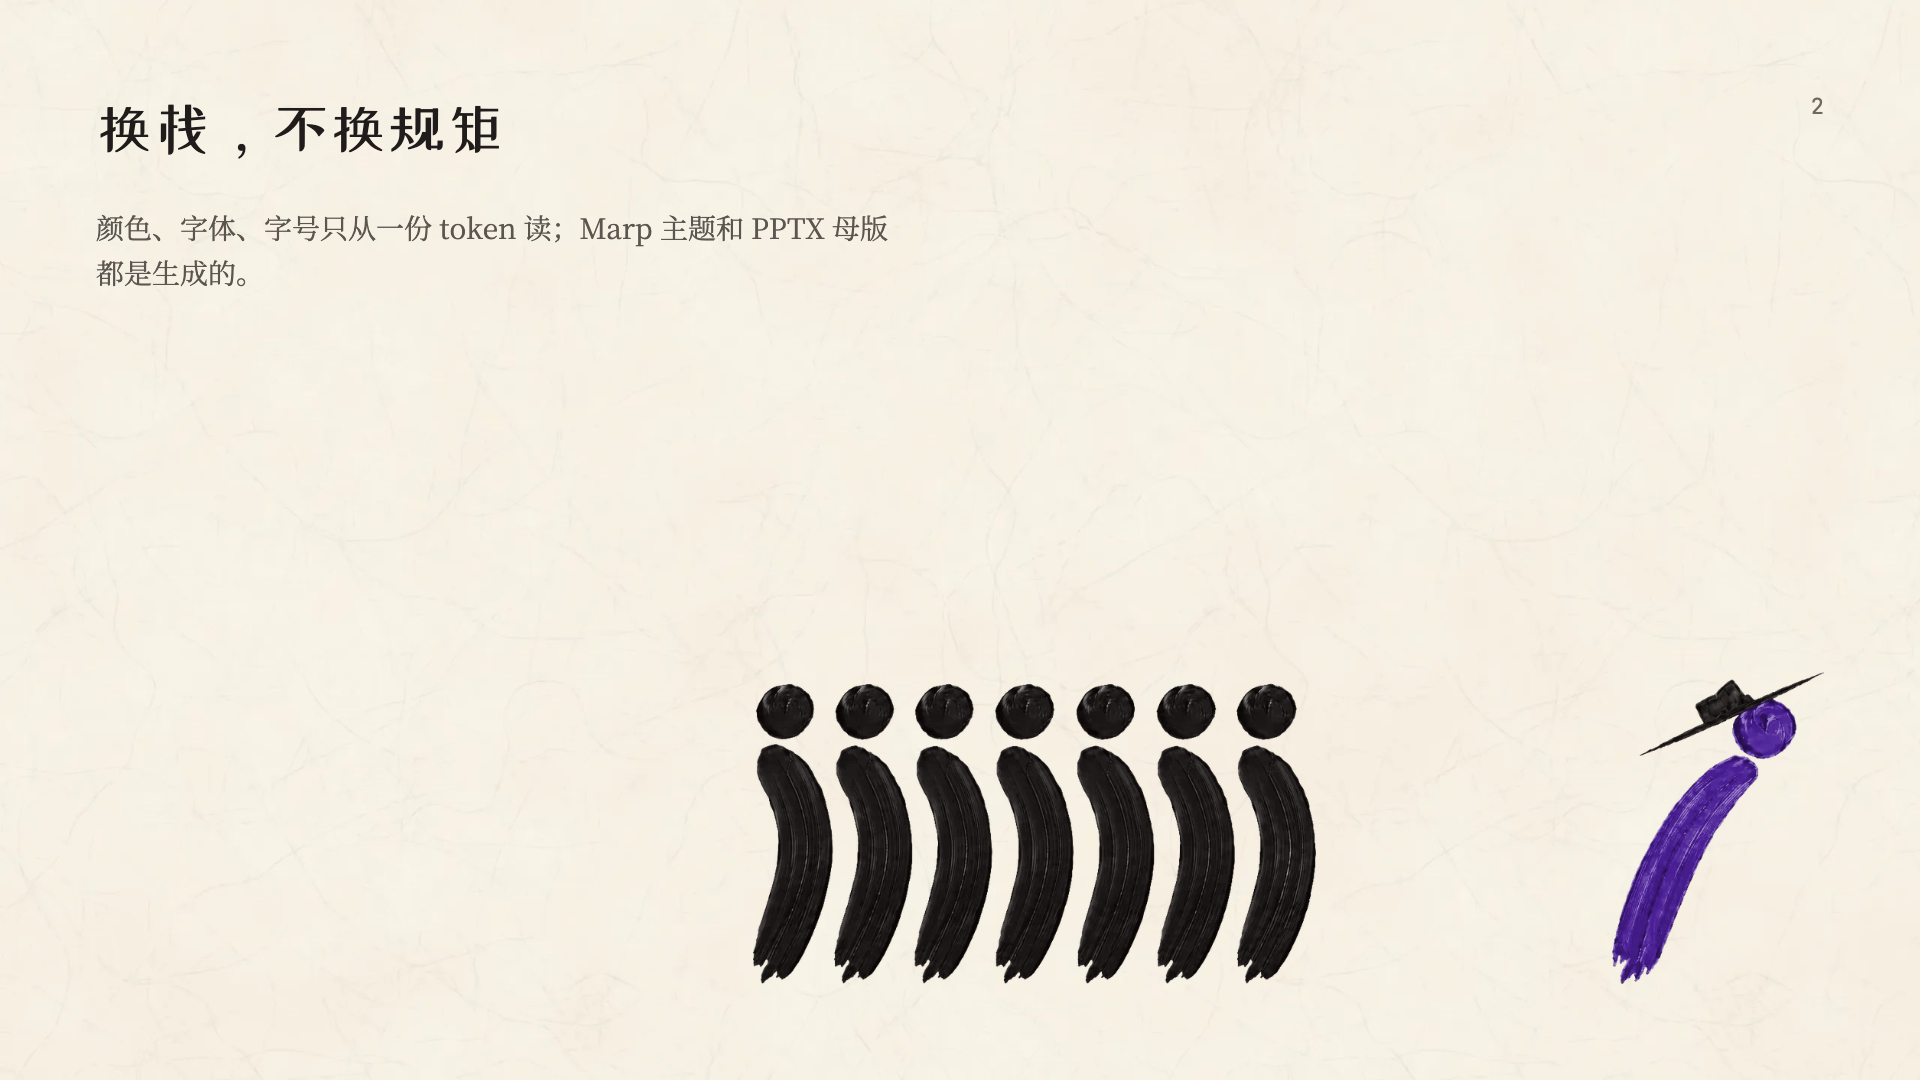 换栈，不换规矩
2
颜色、字体、字号只从一份 token 读；Marp 主题和 PPTX 母版
都是生成的。